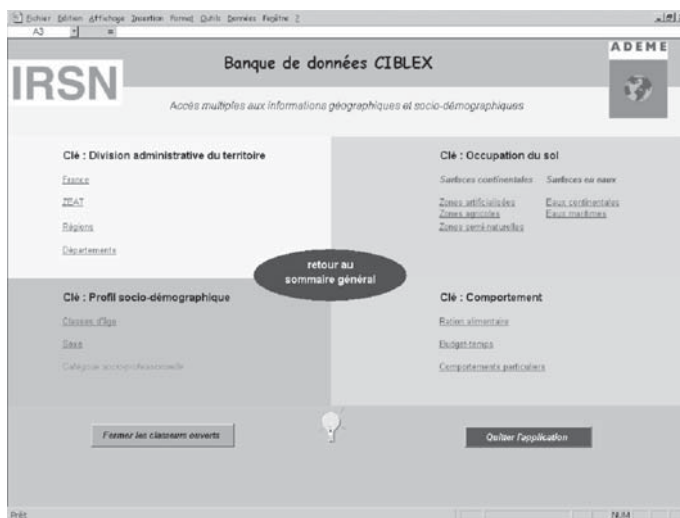 Fichier Edition Affichage Insertion Format Outils Données Fenêtre ?
A3 =
IRSN
Banque de données CIBLEX
ADEME
Accès multiples aux informations géographiques et socio-démographiques
Clé : Division administrative du territoire
France
ZEAT
Régions
Départements
Clé : Occupation du sol
Surfaces continentales Surfaces en eaux
Zones artificialisées Eaux continentales
Zones agricoles Eaux maritimes
Zones semi-naturelles
retour au
sommaire général
Clé : Profil socio-démographique
Classes d'âge
Sexe
Catégorie socioprofessionnelle
Clé : Comportement
Ration alimentaire
Budget-temps
Comportements particuliers
Fermer les classeurs ouverts
Quitter l'application
Prêt NUM